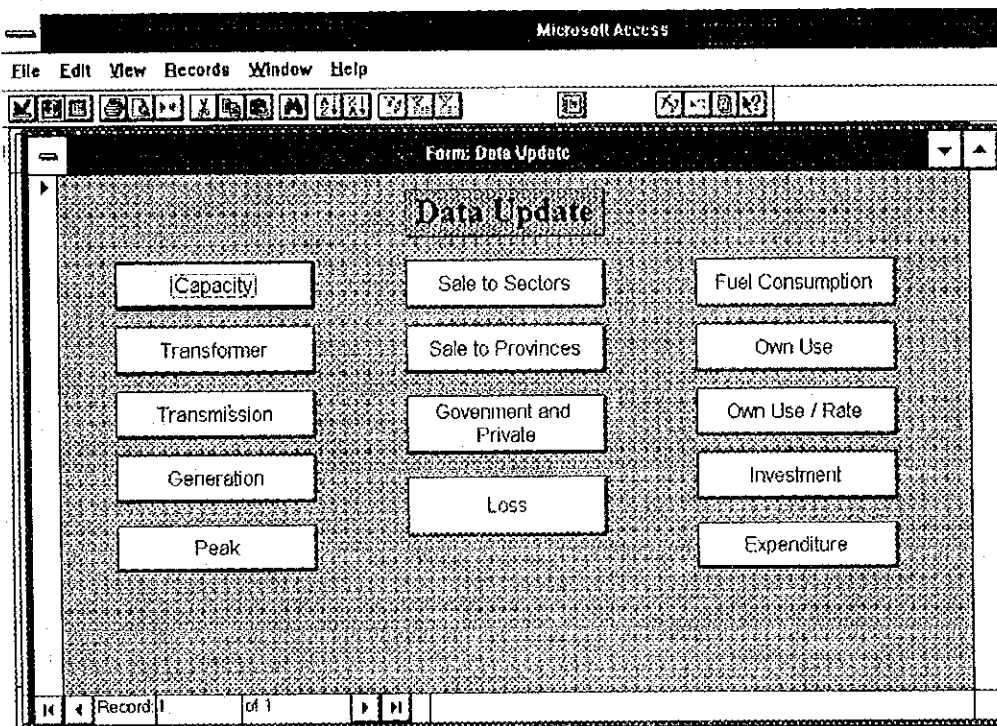 Microsoft Access
File Edit View Records Window Help
Form: Data Update
Data Update
Capacity
Transformer
Transmission
Generation
Peak
Sale to Sectors
Sale to Provinces
Govenment and
Private
Loss
Fuel Consumption
Own Use
Own Use / Rate
Investment
Expenditure
Record: 1 of 1